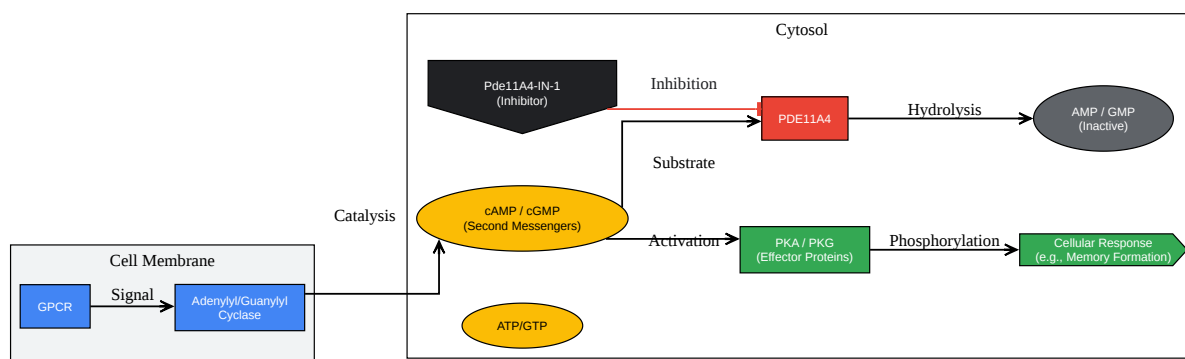 Cytosol
Pde11A4-IN-1
(Inhibitor)
Inhibition
PDE11A4
Hydrolysis
AMP / GMP
(Inactive)
Substrate
Catalysis
cAMP / cGMP
(Second Messengers)
Activation
PKA / PKG
(Effector Proteins)
Phosphorylation
Cellular Response
(e.g., Memory Formation)
Cell Membrane
GPCR
Signal
Adenylyl/Guanylyl
Cyclase
ATP/GTP